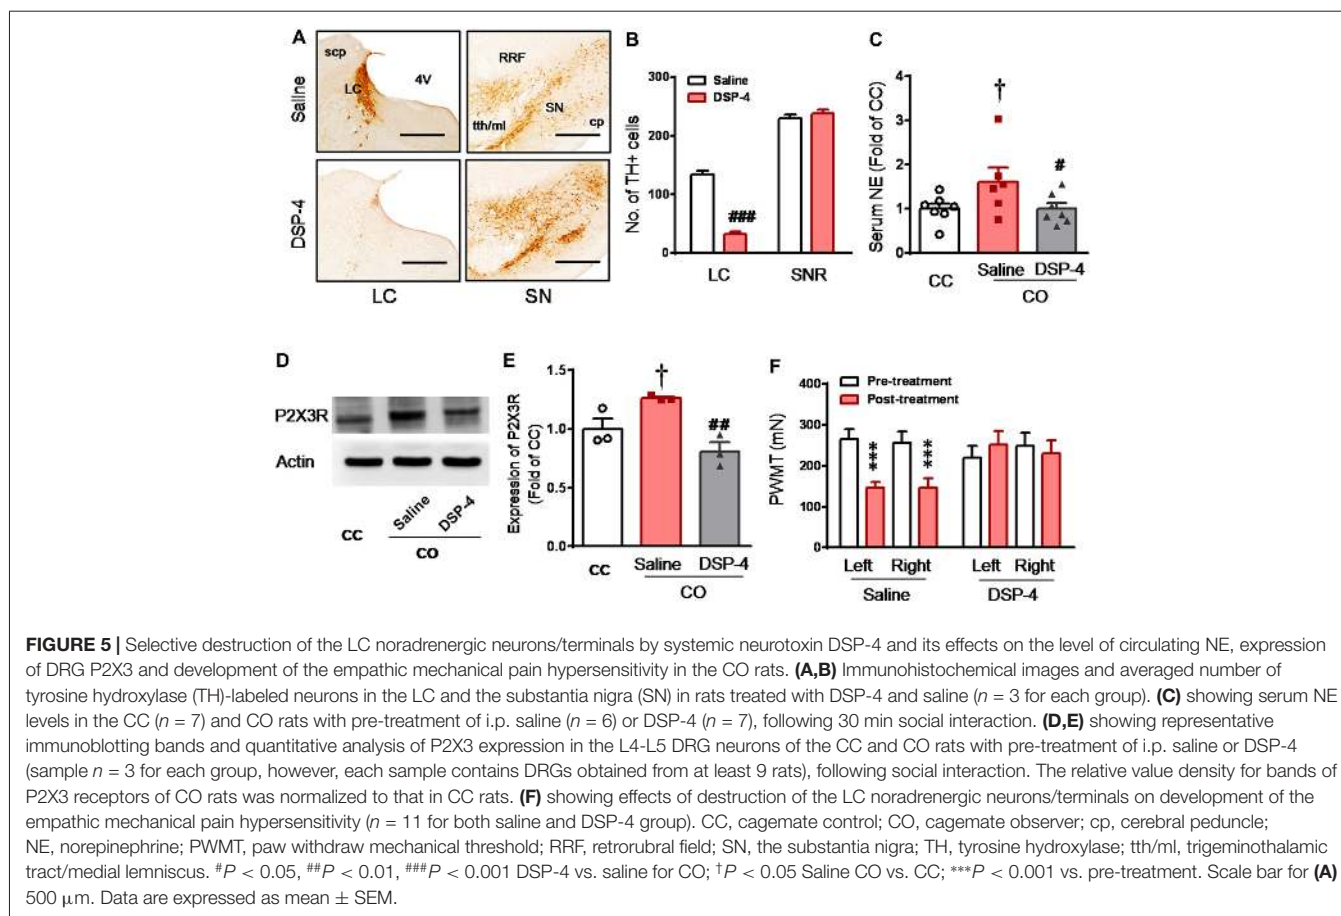 A
B
C
scp
4V
LC
RRF
SN
tth/ml
cp
Saline
DSP-4
LC
SN
No. of TH+ cells
300
200
100
0
Saline
DSP-4
###
LC
SNR
Serum NE (Fold of CC)
4
3
2
1
0
†
#
CC
Saline
DSP-4
CO
D
P2X3R
Actin
CC
Saline
DSP-4
CO
E
Expression of P2X3R
(Fold of CC)
1.5
1.0
0.5
0.0
†
##
CC
Saline
DSP-4
CO
F
PWMT (mN)
400
300
200
100
0
Pre-treatment
Post-treatment
***
***
Left
Right
Left
Right
Saline
DSP-4
FIGURE 5 | Selective destruction of the LC noradrenergic neurons/terminals by systemic neurotoxin DSP-4 and its effects on the level of circulating NE, expression
of DRG P2X3 and development of the empathic mechanical pain hypersensitivity in the CO rats. (A,B) Immunohistochemical images and averaged number of
tyrosine hydroxylase (TH)-labeled neurons in the LC and the substantia nigra (SN) in rats treated with DSP-4 and saline (n = 3 for each group). (C) showing serum NE
levels in the CC (n = 7) and CO rats with pre-treatment of i.p. saline (n = 6) or DSP-4 (n = 7), following 30 min social interaction. (D,E) showing representative
immunoblotting bands and quantitative analysis of P2X3 expression in the L4-L5 DRG neurons of the CC and CO rats with pre-treatment of i.p. saline or DSP-4
(sample n = 3 for each group, however, each sample contains DRGs obtained from at least 9 rats), following social interaction. The relative value density for bands of
P2X3 receptors of CO rats was normalized to that in CC rats. (F) showing effects of destruction of the LC noradrenergic neurons/terminals on development of the
empathic mechanical pain hypersensitivity (n = 11 for both saline and DSP-4 group). CC, cagemate control; CO, cagemate observer; cp, cerebral peduncle;
NE, norepinephrine; PWMT, paw withdraw mechanical threshold; RRF, retrorubral field; SN, the substantia nigra; TH, tyrosine hydroxylase; tth/ml, trigeminothalamic
tract/medial lemniscus. #P < 0.05, ##P < 0.01, ###P < 0.001 DSP-4 vs. saline for CO; †P < 0.05 Saline CO vs. CC; ***P < 0.001 vs. pre-treatment. Scale bar for (A)
500 μm. Data are expressed as mean ± SEM.